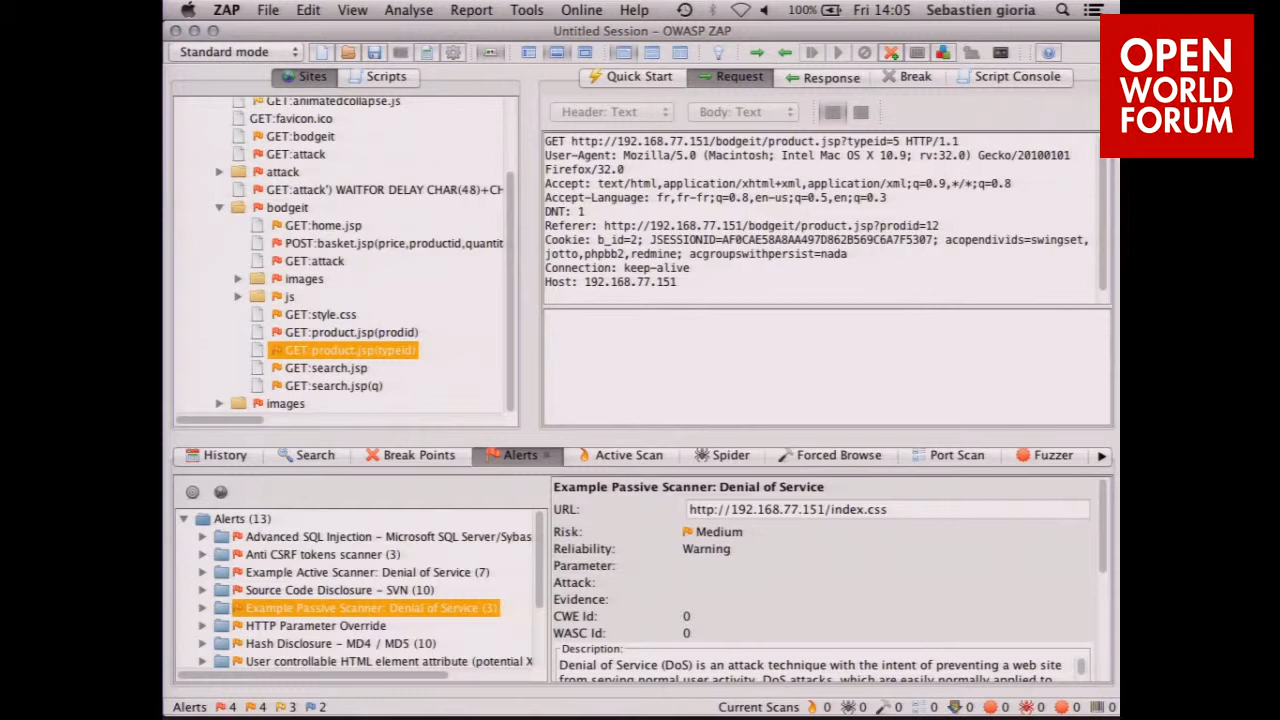 ZAP File Edit View Analyse Report Tools Online Help 100% Fri 14:05 Sebastien gioria
Untitled Session - OWASP ZAP
Standard mode
Sites Scripts
Quick Start Request Response Break Script Console
OPEN
WORLD
FORUM
Header: Text Body: Text
GET:animatedcollapse.js
GET:favicon.ico
GET:bodgeit
GET:attack
attack
GET:attack') WAITFOR DELAY CHAR(48)+CH
bodgeit
GET:home.jsp
POST:basket.jsp(price,productid,quantit
GET:attack
images
js
GET:style.css
GET:product.jsp(prodid)
GET:product.jsp(typeid)
GET:search.jsp
GET:search.jsp(q)
images
GET http://192.168.77.151/bodgeit/product.jsp?typeid=5 HTTP/1.1
User-Agent: Mozilla/5.0 (Macintosh; Intel Mac OS X 10.9; rv:32.0) Gecko/20100101
Firefox/32.0
Accept: text/html,application/xhtml+xml,application/xml;q=0.9,*/*;q=0.8
Accept-Language: fr,fr-fr;q=0.8,en-us;q=0.5,en;q=0.3
DNT: 1
Referer: http://192.168.77.151/bodgeit/product.jsp?prodid=12
Cookie: b_id=2; JSESSIONID=AF0CAE58A8AA497D862B569C6A7F5307; acopendivids=swingset,
jotto,phpbb2,redmine; acgroupswithpersist=nada
Connection: keep-alive
Host: 192.168.77.151
History Search Break Points Alerts Active Scan Spider Forced Browse Port Scan Fuzzer
Alerts (13)
Advanced SQL Injection - Microsoft SQL Server/Sybas
Anti CSRF tokens scanner (3)
Example Active Scanner: Denial of Service (7)
Source Code Disclosure - SVN (10)
Example Passive Scanner: Denial of Service (3)
HTTP Parameter Override
Hash Disclosure - MD4 / MD5 (10)
User controllable HTML element attribute (potential X
Example Passive Scanner: Denial of Service
URL: http://192.168.77.151/index.css
Risk: Medium
Reliability: Warning
Parameter:
Attack:
Evidence:
CWE Id: 0
WASC Id: 0
Description:
Denial of Service (DoS) is an attack technique with the intent of preventing a web site
from serving normal user activity. DoS attacks, which are easily normally applied to
Alerts 4 4 3 2 Current Scans 0 0 0 0 0 0 0 0 0